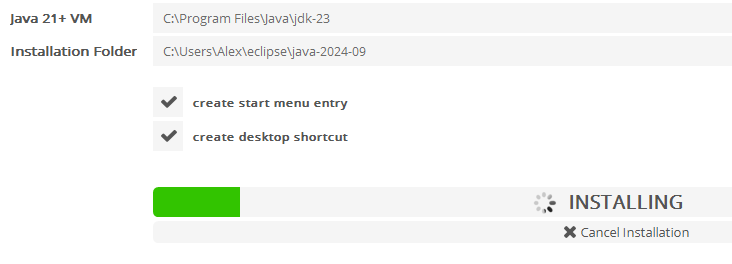 Java 21+ VM C:\Program Files\Java\jdk-23
Installation Folder C:\Users\Alex\eclipse\java-2024-09
create start menu entry
create desktop shortcut
INSTALLING
Cancel Installation